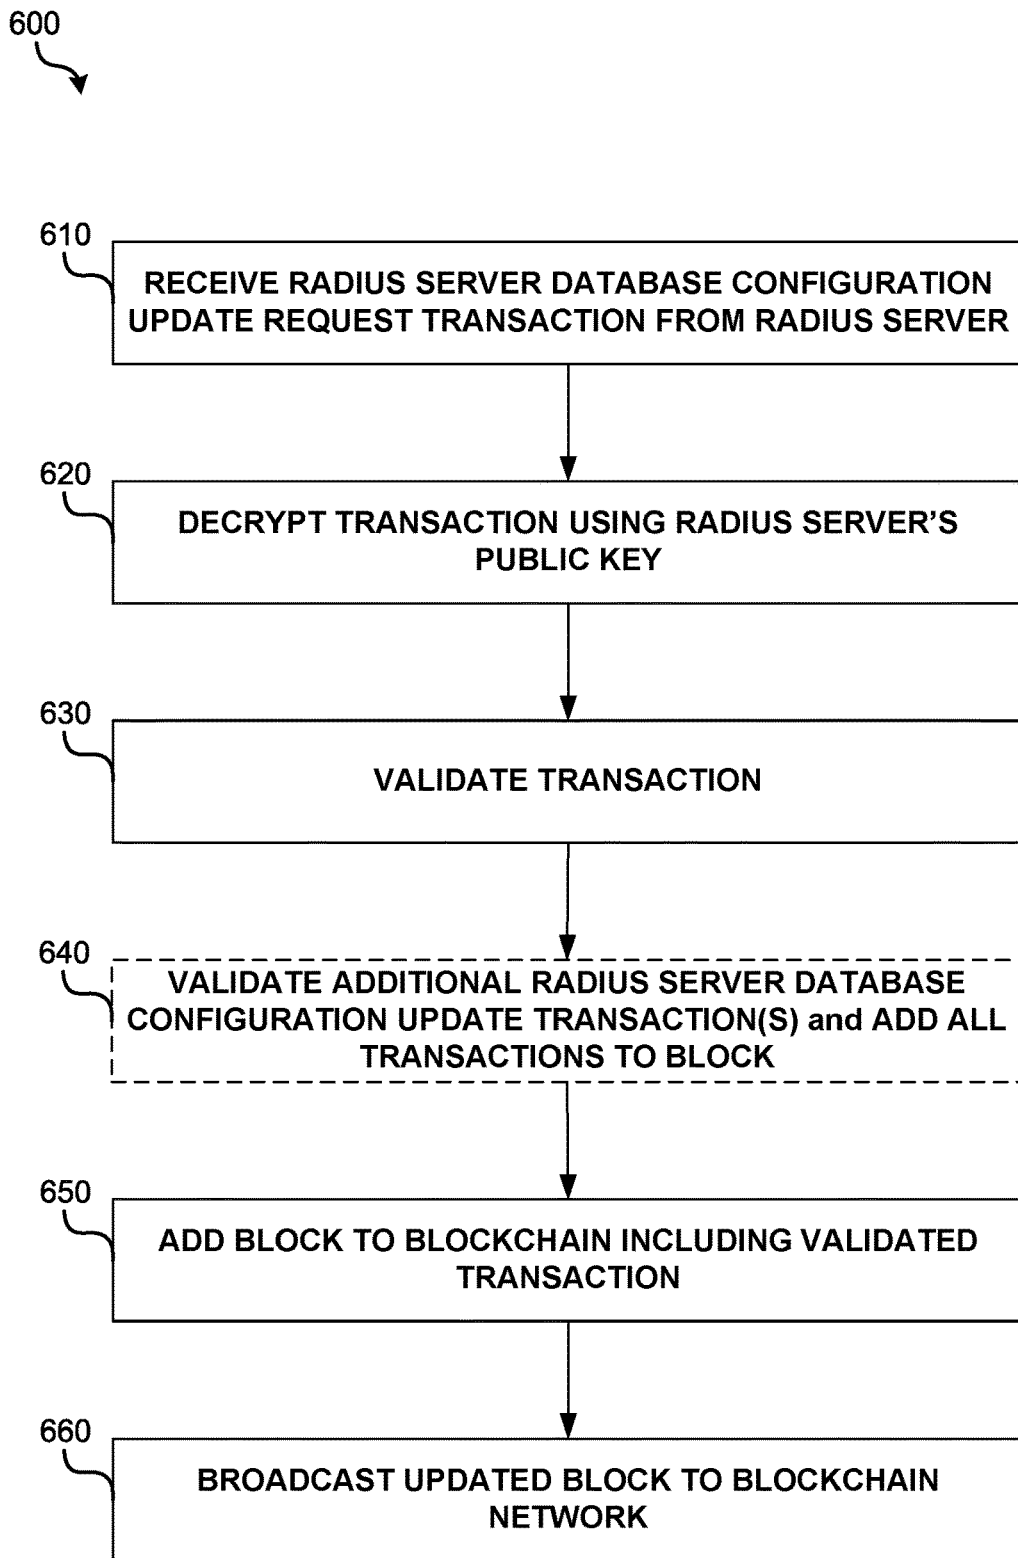 600
610
RECEIVE RADIUS SERVER DATABASE CONFIGURATION
UPDATE REQUEST TRANSACTION FROM RADIUS SERVER
620
DECRYPT TRANSACTION USING RADIUS SERVER'S
PUBLIC KEY
630
VALIDATE TRANSACTION
640
VALIDATE ADDITIONAL RADIUS SERVER DATABASE
CONFIGURATION UPDATE TRANSACTION(S) and ADD ALL
TRANSACTIONS TO BLOCK
650
ADD BLOCK TO BLOCKCHAIN INCLUDING VALIDATED
TRANSACTION
660
BROADCAST UPDATED BLOCK TO BLOCKCHAIN
NETWORK